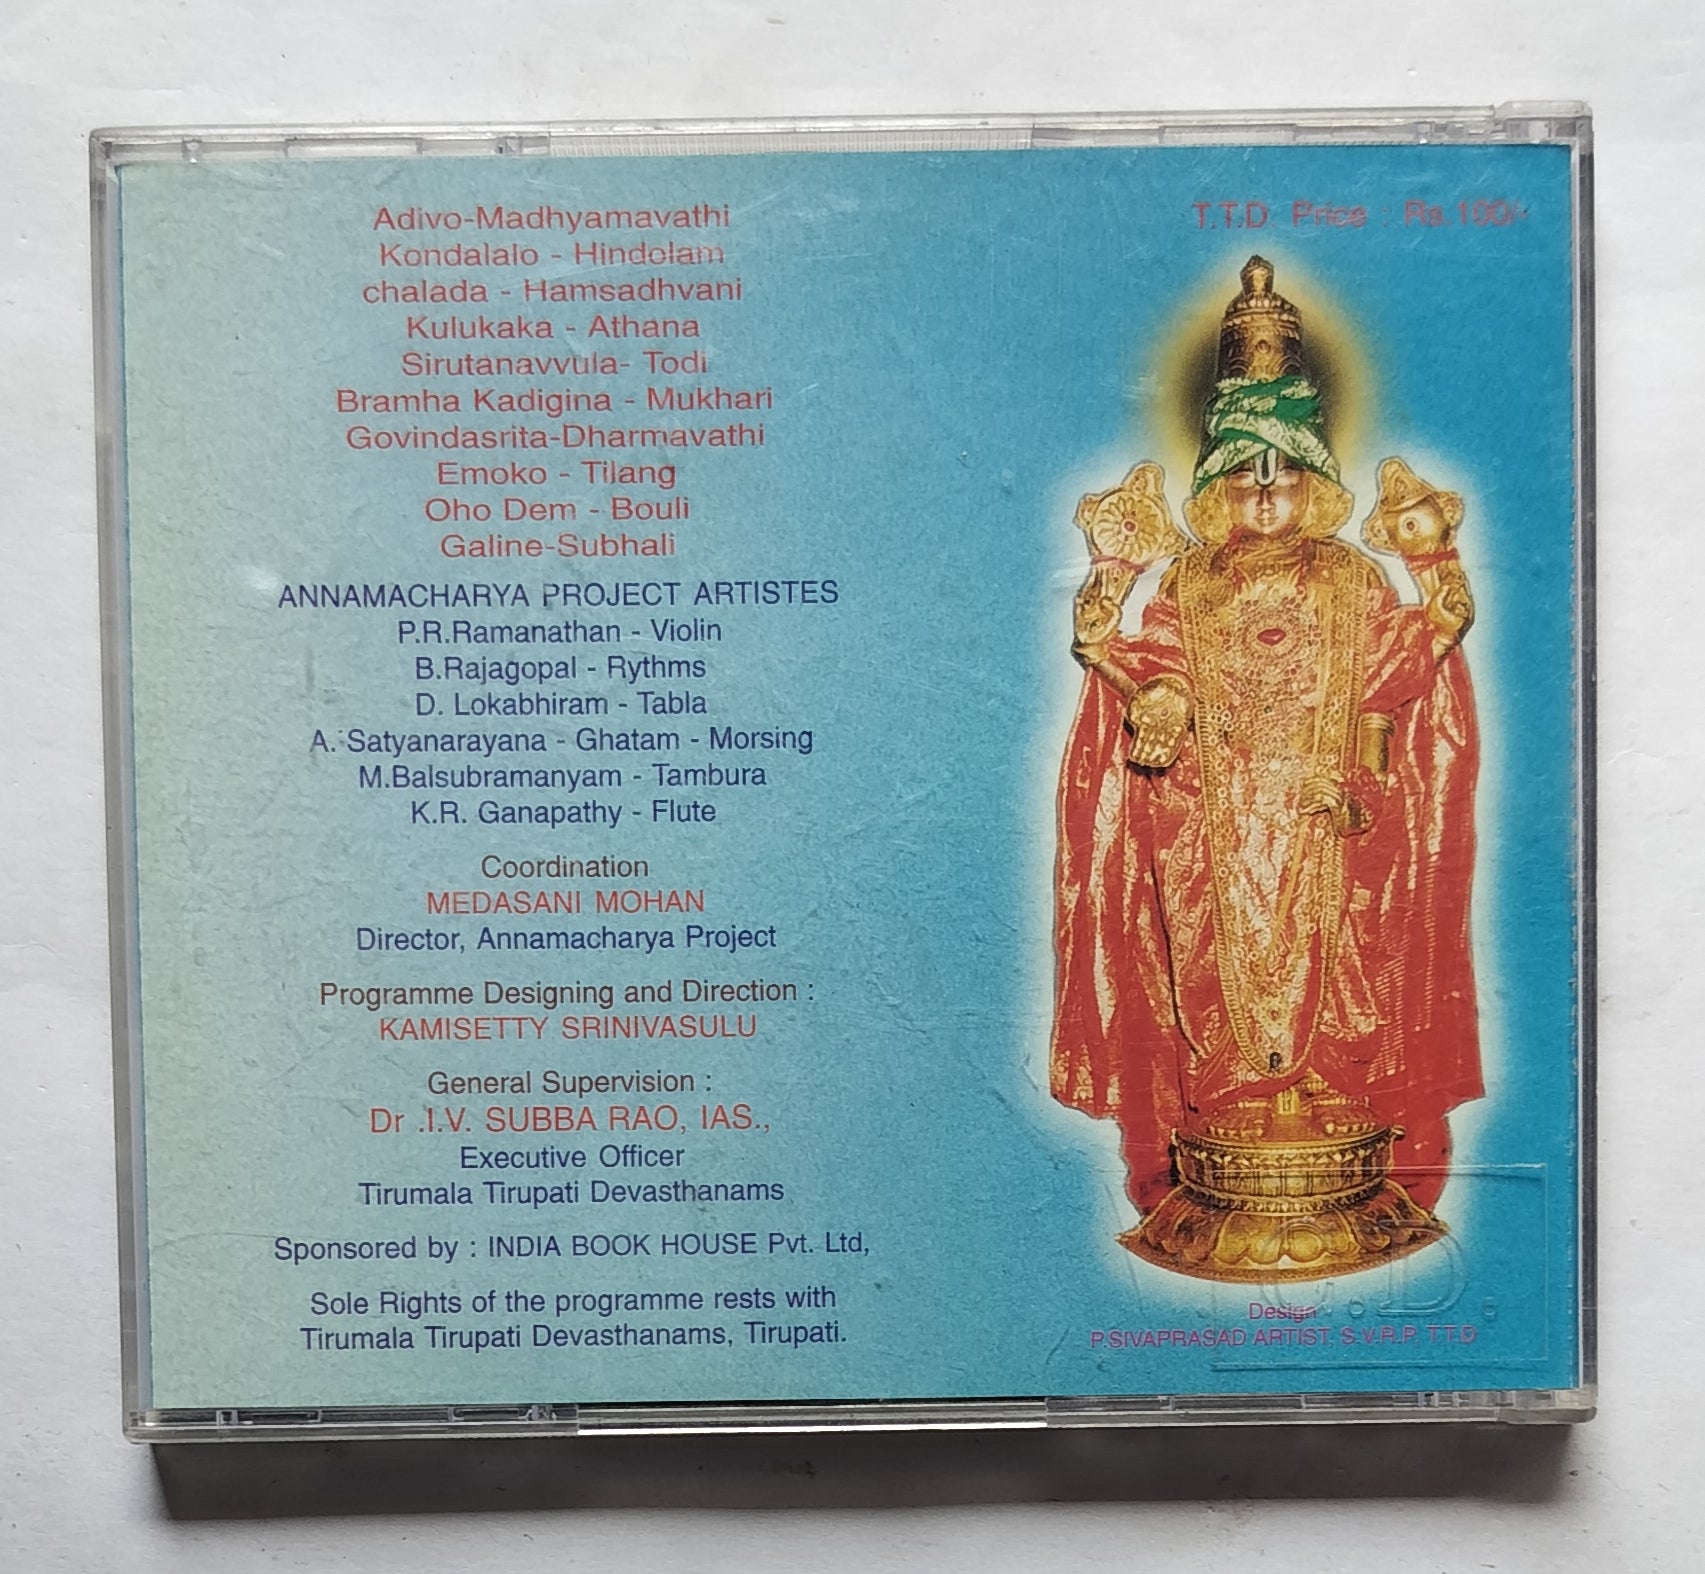 Adivo-Madhyamavathi
Kondalalo - Hindolam
chalada - Hamsadhvani
Kulukaka - Athana
Sirutanavvula- Todi
Bramha Kadigina - Mukhari
Govindasrita-Dharmavathi
Emoko - Tilang
Oho Dem - Bouli
Galine-Subhali
ANNAMACHARYA PROJECT ARTISTES
P.R.Ramanathan - Violin
B.Rajagopal - Rythms
D. Lokabhiram - Tabla
A. Satyanarayana - Ghatam - Morsing
M.Balsubramanyam - Tambura
K.R. Ganapathy - Flute
Coordination
MEDASANI MOHAN
Director, Annamacharya Project
Programme Designing and Direction :
KAMISETTY SRINIVASULU
General Supervision :
Dr .I.V. SUBBA RAO, IAS.,
Executive Officer
Tirumala Tirupati Devasthanams
Sponsored by : INDIA BOOK HOUSE Pvt. Ltd,
Sole Rights of the programme rests with
Tirumala Tirupati Devasthanams, Tirupati.
T.T.D. Price : Rs.100/-
Design
P.SIVAPRASAD ARTIST, S.V.R.P. T.T.D